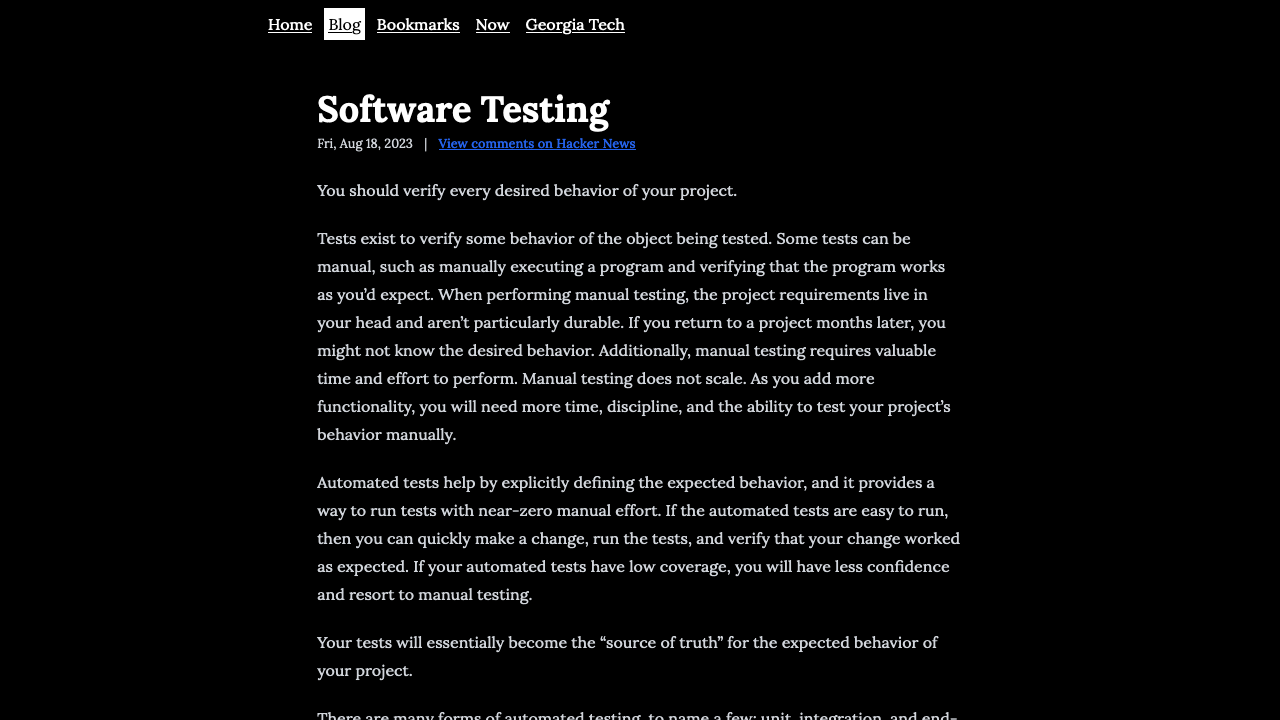 Home Blog Bookmarks Now Georgia Tech
Software Testing
Fri, Aug 18, 2023 | View comments on Hacker News
You should verify every desired behavior of your project.
Tests exist to verify some behavior of the object being tested. Some tests can be
manual, such as manually executing a program and verifying that the program works
as you’d expect. When performing manual testing, the project requirements live in
your head and aren’t particularly durable. If you return to a project months later, you
might not know the desired behavior. Additionally, manual testing requires valuable
time and effort to perform. Manual testing does not scale. As you add more
functionality, you will need more time, discipline, and the ability to test your project’s
behavior manually.
Automated tests help by explicitly defining the expected behavior, and it provides a
way to run tests with near-zero manual effort. If the automated tests are easy to run,
then you can quickly make a change, run the tests, and verify that your change worked
as expected. If your automated tests have low coverage, you will have less confidence
and resort to manual testing.
Your tests will essentially become the “source of truth” for the expected behavior of
your project.
There are many forms of automated testing, to name a few: unit, integration, and end-